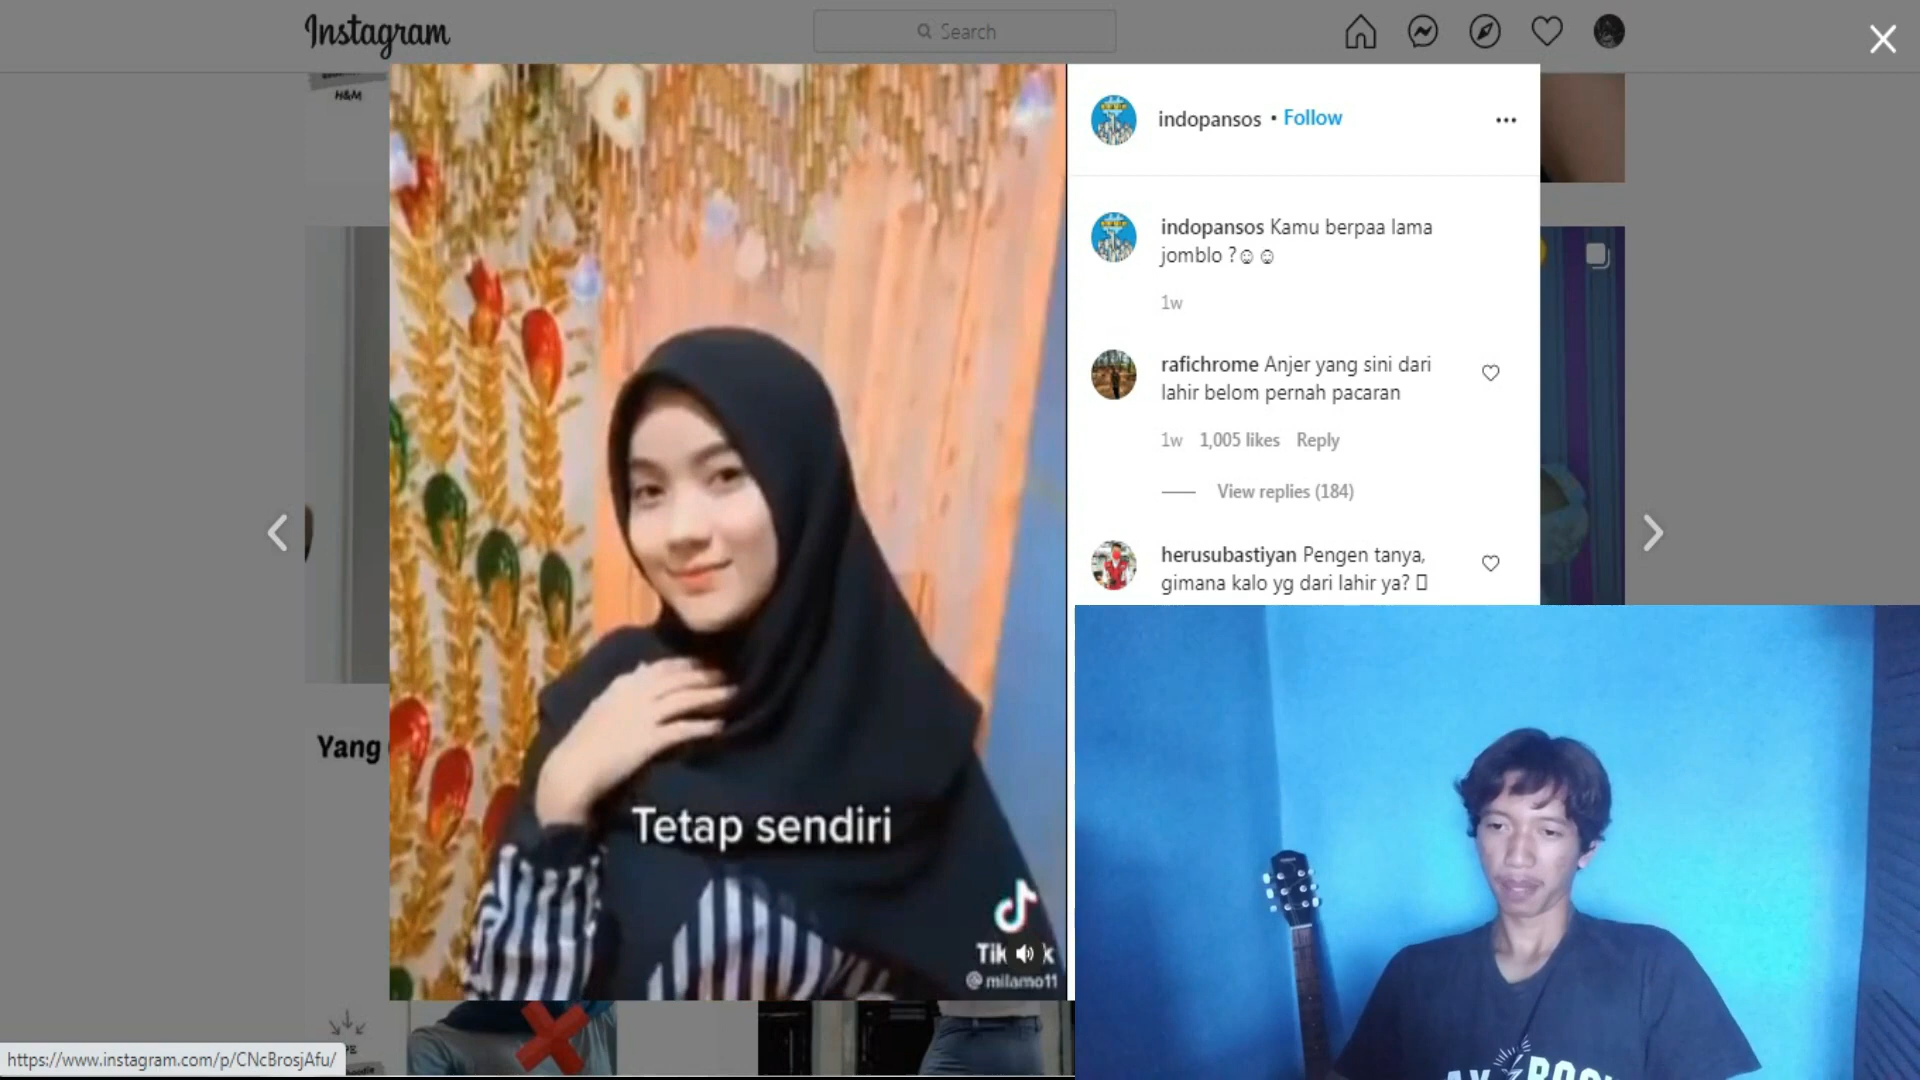 Instagram
Search
H&M
indopansos • Follow
indopansos Kamu berpaa lama
jomblo ?☺☺
1w
rafichrome Anjer yang sini dari
lahir belom pernah pacaran
1w 1,005 likes Reply
View replies (184)
herusubastiyan Pengen tanya,
gimana kalo yg dari lahir ya?
Yang
Tetap sendiri
Tik k
@milamo11
https://www.instagram.com/p/CNcBrosjAfu/